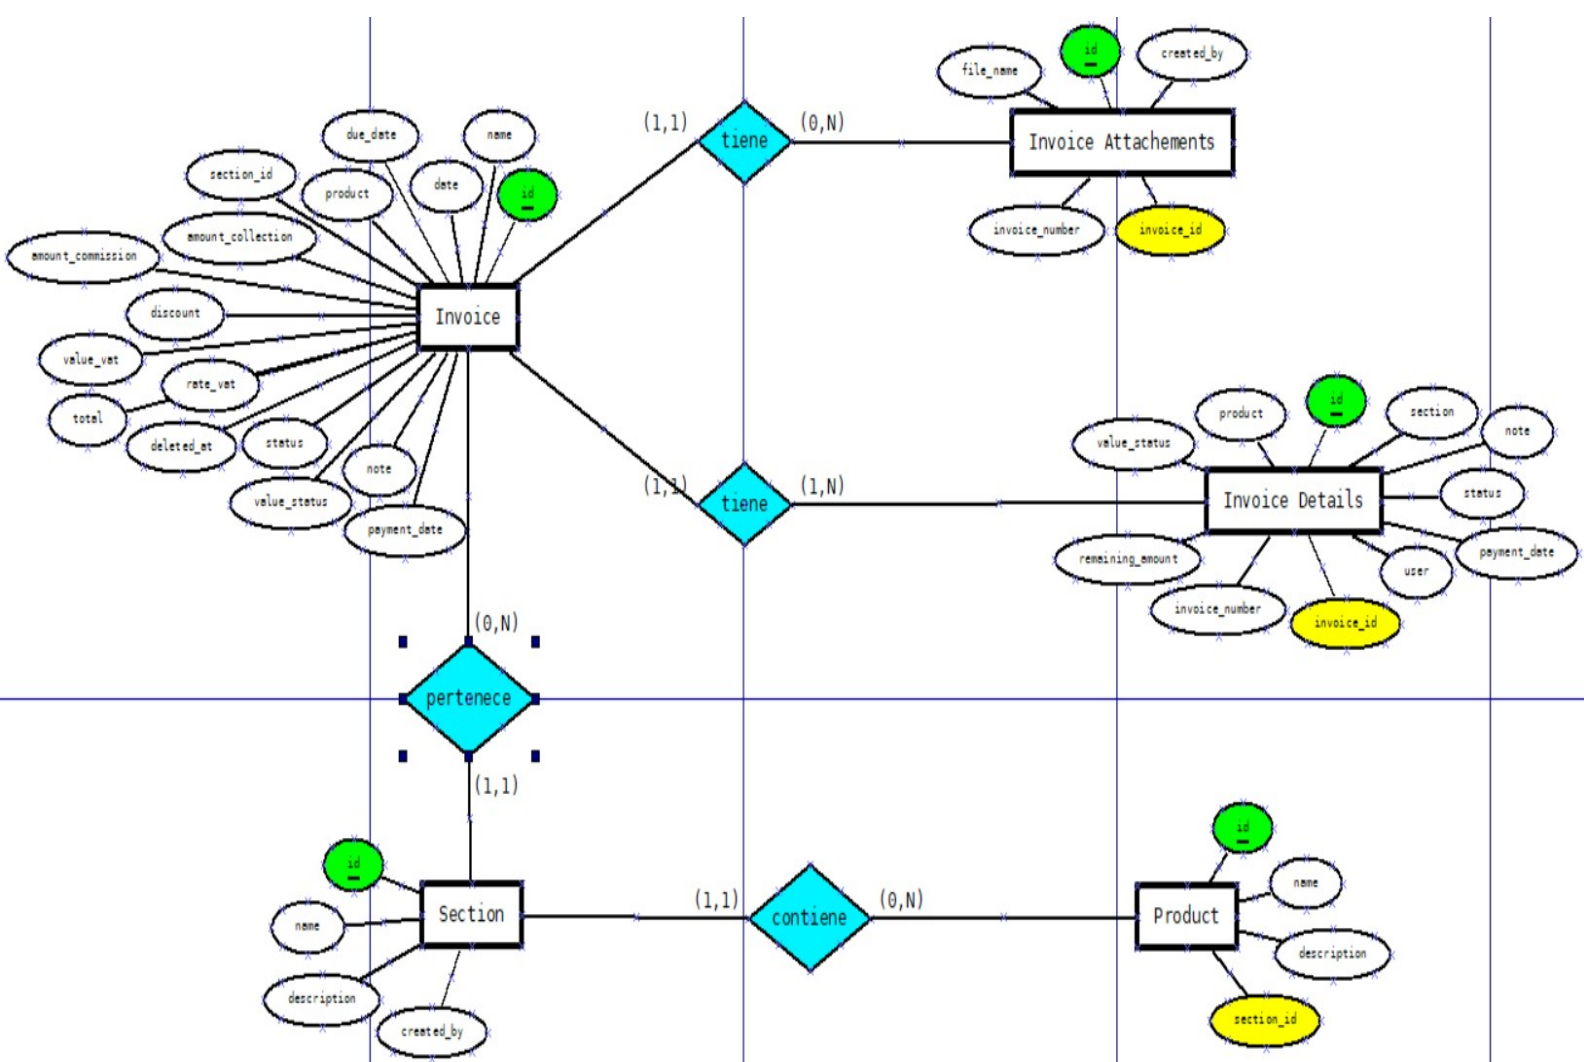 id
created_by
file_name
(1,1)
tiene
(0,N)
Invoice Attachements
invoice_number
invoice_id
due_date
name
section_id
product
date
id
amount_collection
amount_commission
discount
Invoice
value_vat
rate_vat
total
deleted_at
status
note
value_status
payment_date
(1,1)
tiene
(1,N)
id
product
section
note
value_status
Invoice Details
status
remaining_amount
payment_date
user
invoice_number
invoice_id
(0,N)
pertenece
(1,1)
id
name
Section
description
created_by
(1,1)
contiene
(0,N)
id
name
Product
description
section_id